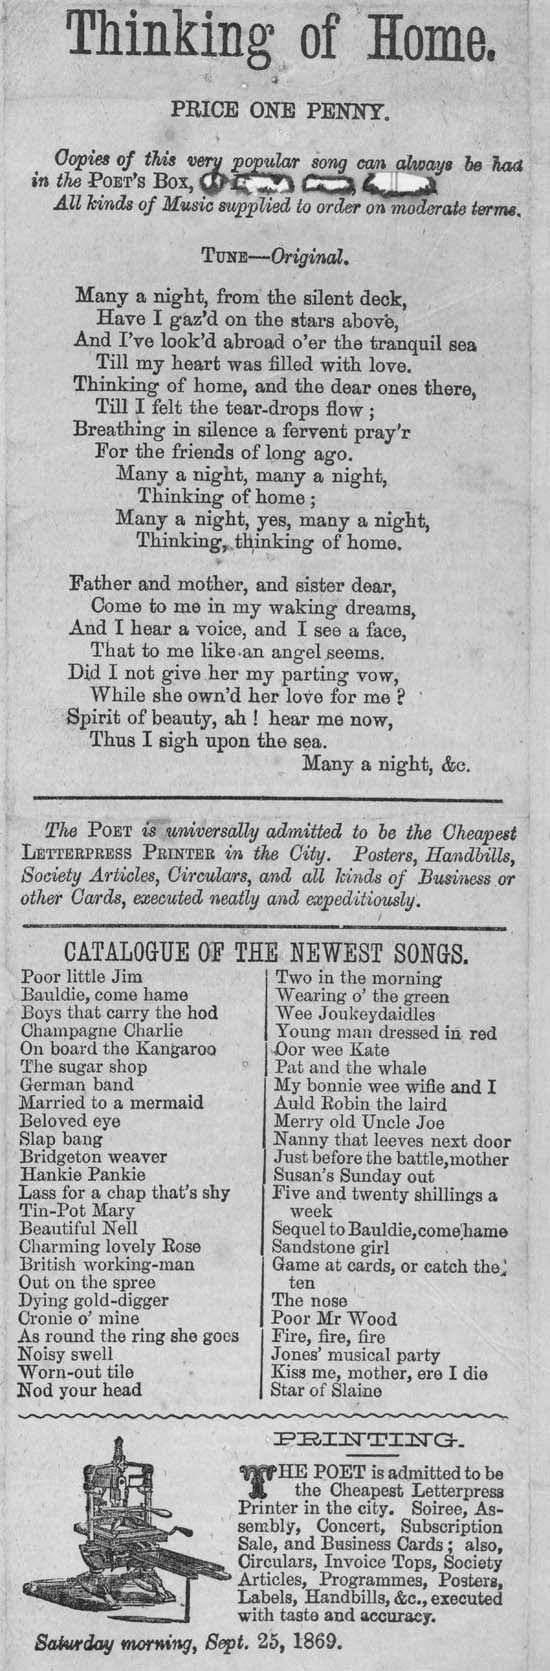 Thinking of Home.
PRICE ONE PENNY.
Copies of this very popular song can always be had
in the POET'S BOX,
All kinds of Music supplied to order on moderate terms.
TUNE—Original.
Many a night, from the silent deck,
Have I gaz'd on the stars above,
And I've look'd abroad o'er the tranquil sea
Till my heart was filled with love.
Thinking of home, and the dear ones there,
Till I felt the tear-drops flow ;
Breathing in silence a fervent pray'r
For the friends of long ago.
Many a night, many a night,
Thinking of home ;
Many a night, yes, many a night,
Thinking, thinking of home.
Father and mother, and sister dear,
Come to me in my waking dreams,
And I hear a voice, and I see a face,
That to me like an angel seems.
Did I not give her my parting vow,
While she own'd her love for me ?
Spirit of beauty, ah ! hear me now,
Thus I sigh upon the sea.
Many a night, &c.
The POET is universally admitted to be the Cheapest
LETTERPRESS PRINTER in the City. Posters, Handbills,
Society Articles, Circulars, and all kinds of Business or
other Cards, executed neatly and expeditiously.
CATALOGUE OF THE NEWEST SONGS.
Poor little Jim
Bauldie, come hame
Boys that carry the hod
Champagne Charlie
On board the Kangaroo
The sugar shop
German band
Married to a mermaid
Beloved eye
Slap bang
Bridgeton weaver
Hankie Pankie
Lass for a chap that's shy
Tin-Pot Mary
Beautiful Nell
Charming lovely Rose
British working-man
Out on the spree
Dying gold-digger
Cronie o' mine
As round the ring she goes
Noisy swell
Worn-out tile
Nod your head
Two in the morning
Wearing o' the green
Wee Joukeydaidles
Young man dressed in red
Oor wee Kate
Pat and the whale
My bonnie wee wifie and I
Auld Robin the laird
Merry old Uncle Joe
Nanny that leeves next door
Just before the battle,mother
Susan's Sunday out
Five and twenty shillings a
week
Sequel to Bauldie,come hame
Sandstone girl
Game at cards, or catch the
ten
The nose
Poor Mr Wood
Fire, fire, fire
Jones' musical party
Kiss me, mother, ere I die
Star of Slaine
PRINTING.
THE POET is admitted to be
the Cheapest Letterpress
Printer in the city. Soiree, As-
sembly, Concert, Subscription
Sale, and Business Cards ; also,
Circulars, Invoice Tops, Society
Articles, Programmes, Posters,
Labels, Handbills, &c., executed
with taste and accuracy.
Saturday morning, Sept. 25, 1869.